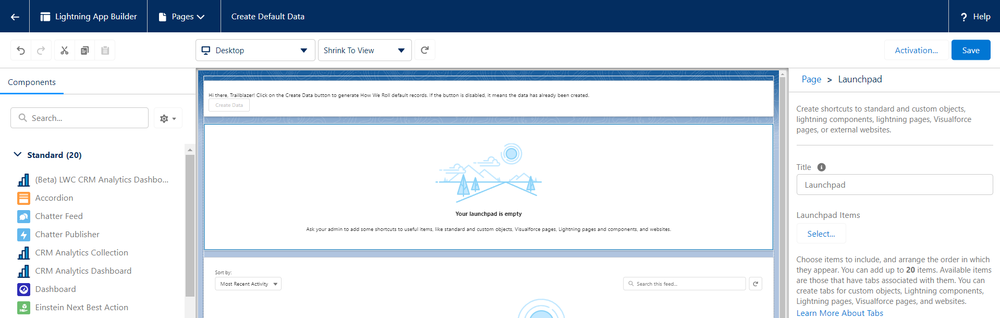 Lightning App Builder
Pages
Create Default Data
? Help
Desktop
Shrink To View
Activation...
Save
Components
Search...
Standard (20)
(Beta) LWC CRM Analytics Dashbo...
Accordion
Chatter Feed
Chatter Publisher
CRM Analytics Collection
CRM Analytics Dashboard
Dashboard
Einstein Next Best Action
Hi there, Trailblazer! Click on the Create Data button to generate How We Roll default records. If the button is disabled, it means the data has already been created.
Create Data
Your launchpad is empty
Ask your admin to add some shortcuts to useful items, like standard and custom objects, Visualforce pages, Lightning pages and components, and websites.
Sort by:
Most Recent Activity
Search this feed...
Page > Launchpad
Create shortcuts to standard and custom objects,
lightning components, lightning pages, Visualforce
pages, or external websites.
Title
Launchpad
Launchpad Items
Select...
Choose items to include, and arrange the order in which
they appear. You can add up to 20 items. Available items
are those that have tabs associated with them. You can
create tabs for custom objects, Lightning components,
Lightning pages, Visualforce pages, and websites.
Learn More About Tabs